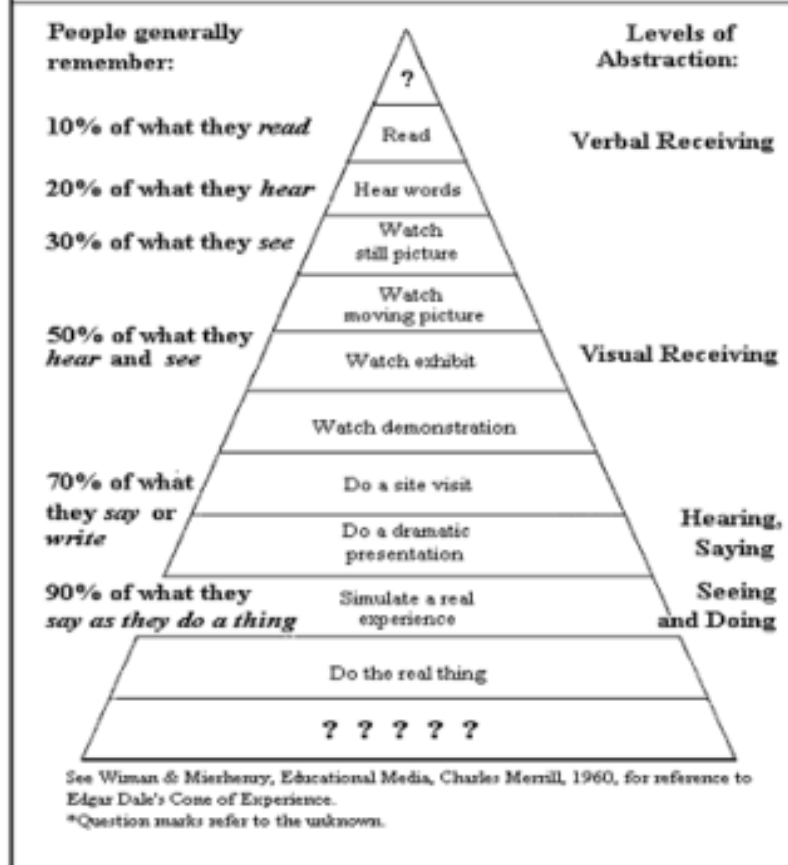 People generally
remember:
Levels of
Abstraction:
?
10% of what they read
Read
Verbal Receiving
20% of what they hear
Hear words
30% of what they see
Watch
still picture
Watch
moving picture
50% of what they
hear and see
Watch exhibit
Visual Receiving
Watch demonstration
70% of what
they say or
write
Do a site visit
Do a dramatic
presentation
Hearing,
Saying
90% of what they
say as they do a thing
Simulate a real
experience
Seeing
and Doing
Do the real thing
? ? ? ? ?
See Wiman & Mierhenry, Educational Media, Charles Merrill, 1960, for reference to
Edgar Dale's Cone of Experience.
*Question marks refer to the unknown.